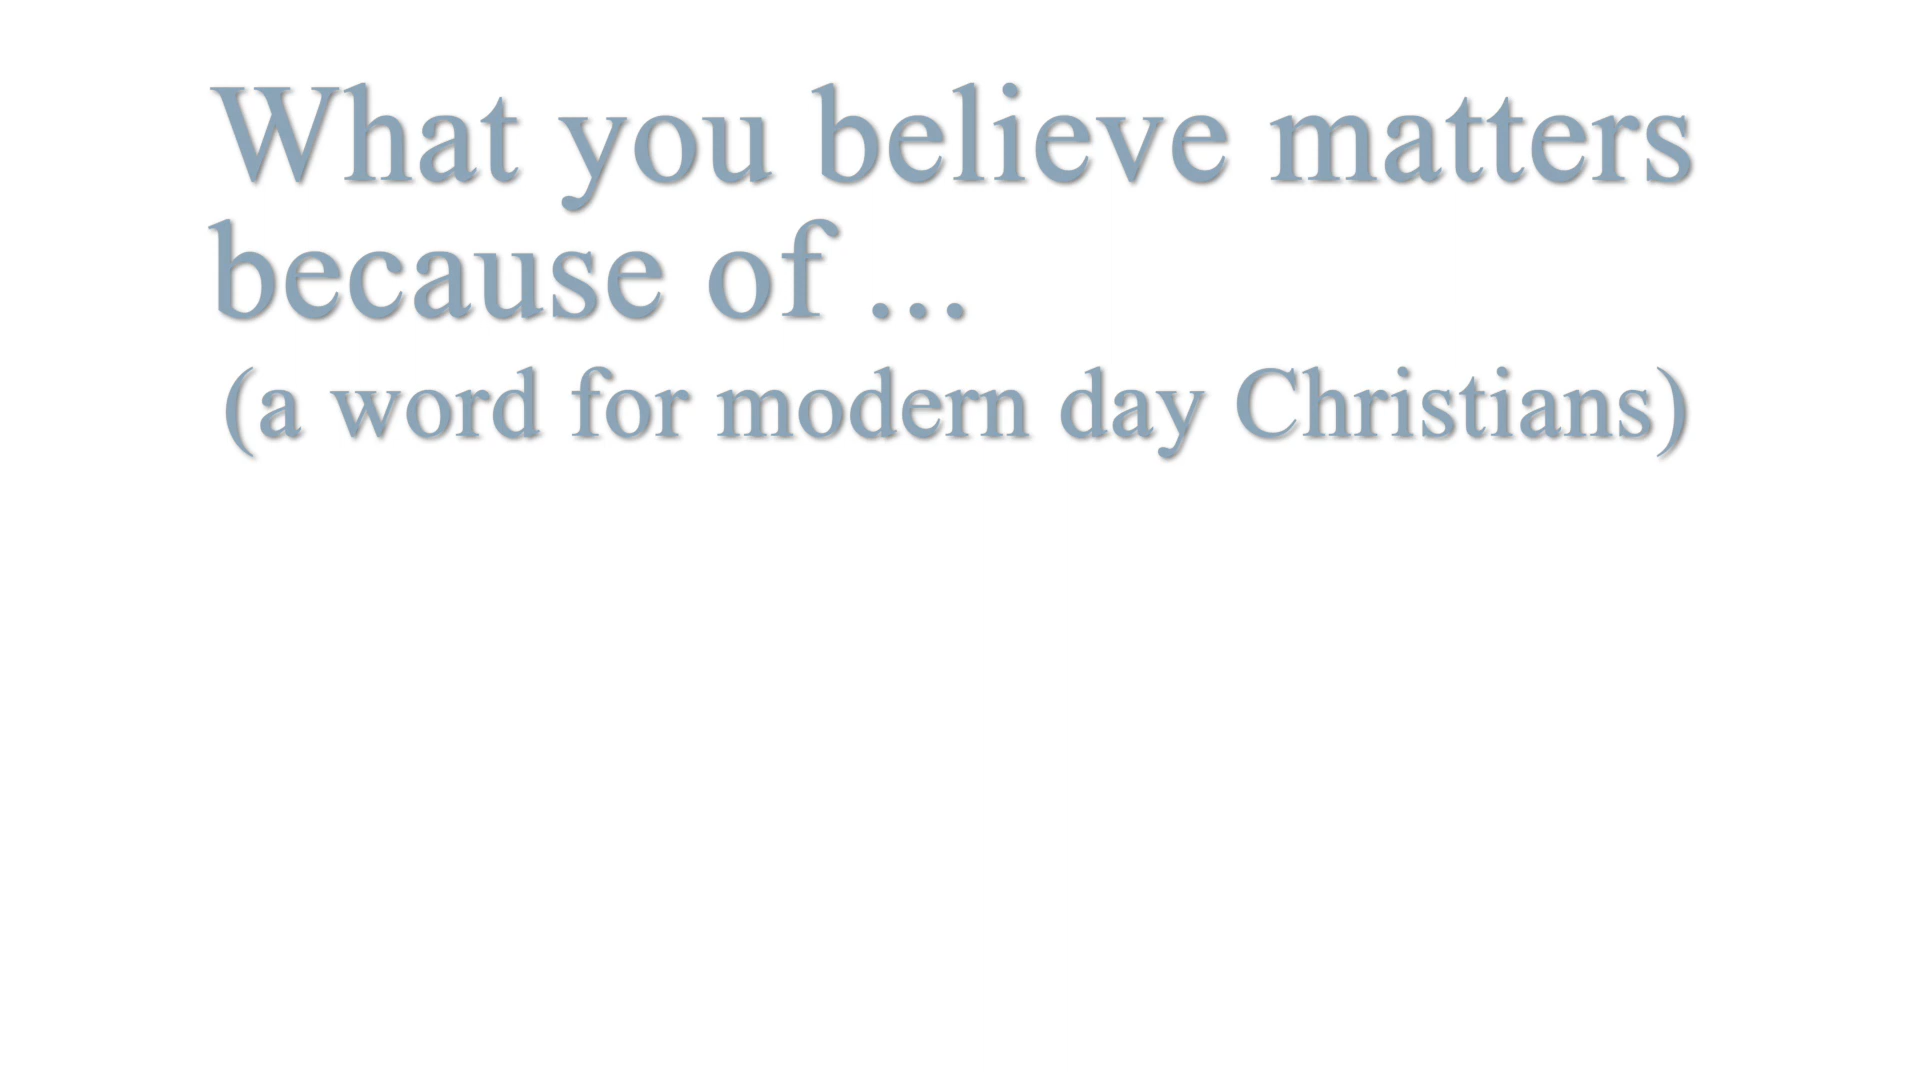 What you believe matters
because of ...
(a word for modern day Christians)